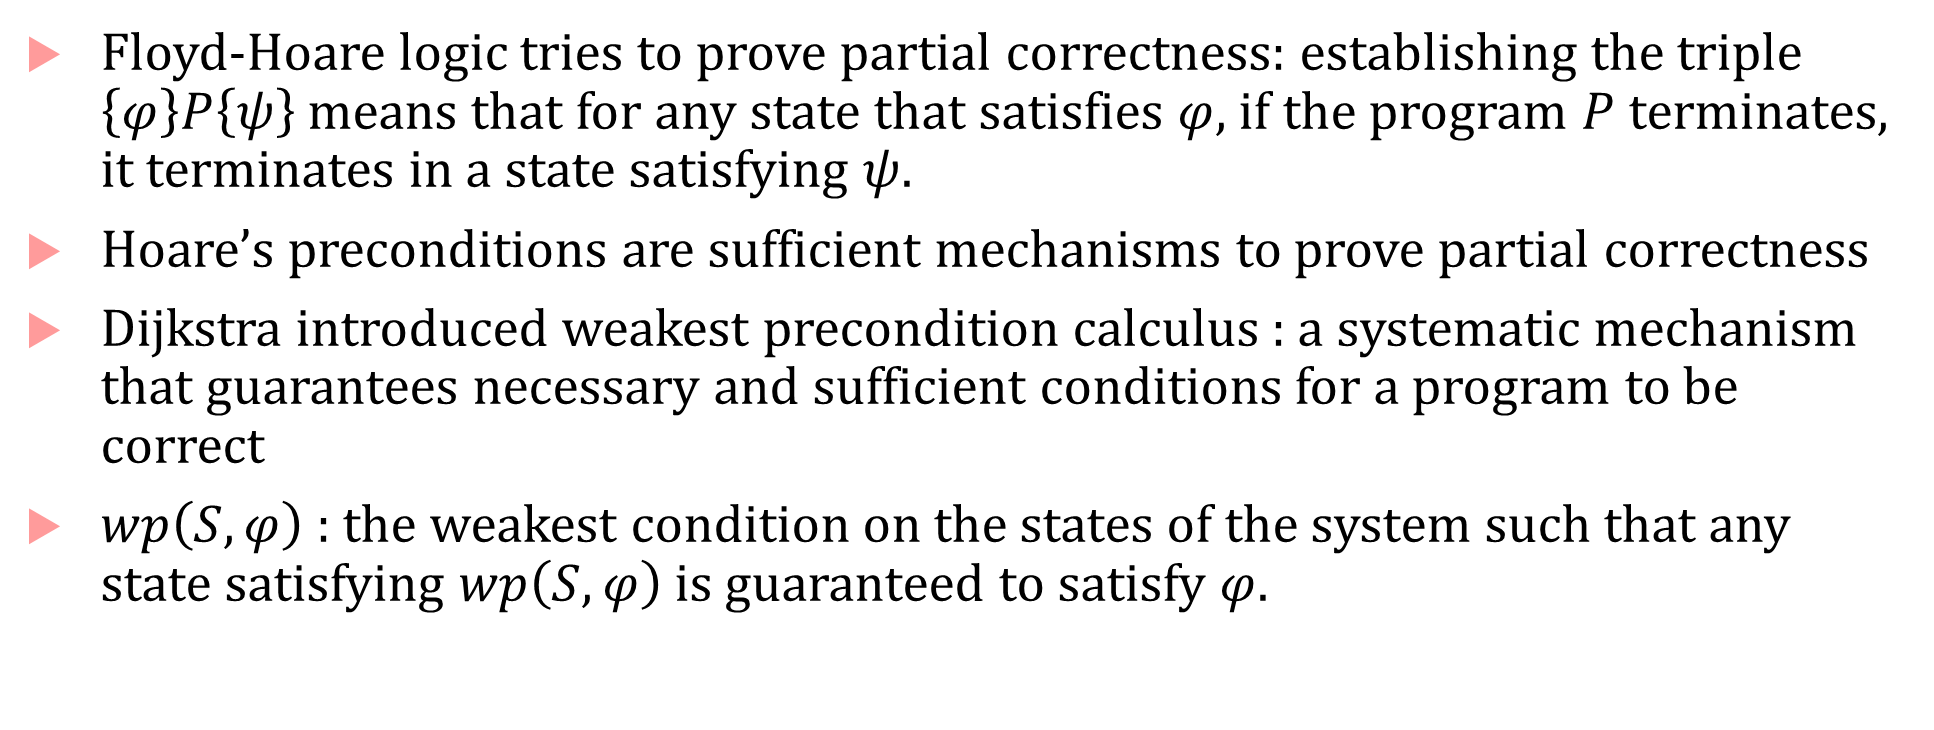 Floyd-Hoare logic tries to prove partial correctness: establishing the triple
{φ}P{ψ} means that for any state that satisfies φ, if the program P terminates,
it terminates in a state satisfying ψ.
Hoare’s preconditions are sufficient mechanisms to prove partial correctness
Dijkstra introduced weakest precondition calculus : a systematic mechanism
that guarantees necessary and sufficient conditions for a program to be
correct
wp(S, φ) : the weakest condition on the states of the system such that any
state satisfying wp(S, φ) is guaranteed to satisfy φ.